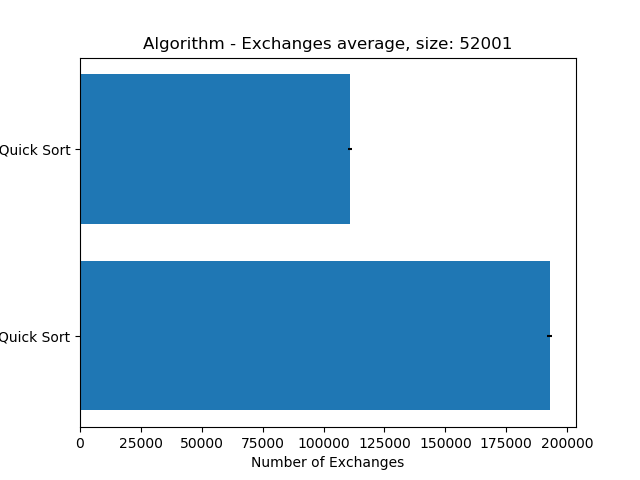 Algorithm - Exchanges average, size: 52001
Quick Sort
Quick Sort
0 25000 50000 75000 100000 125000 150000 175000 200000
Number of Exchanges